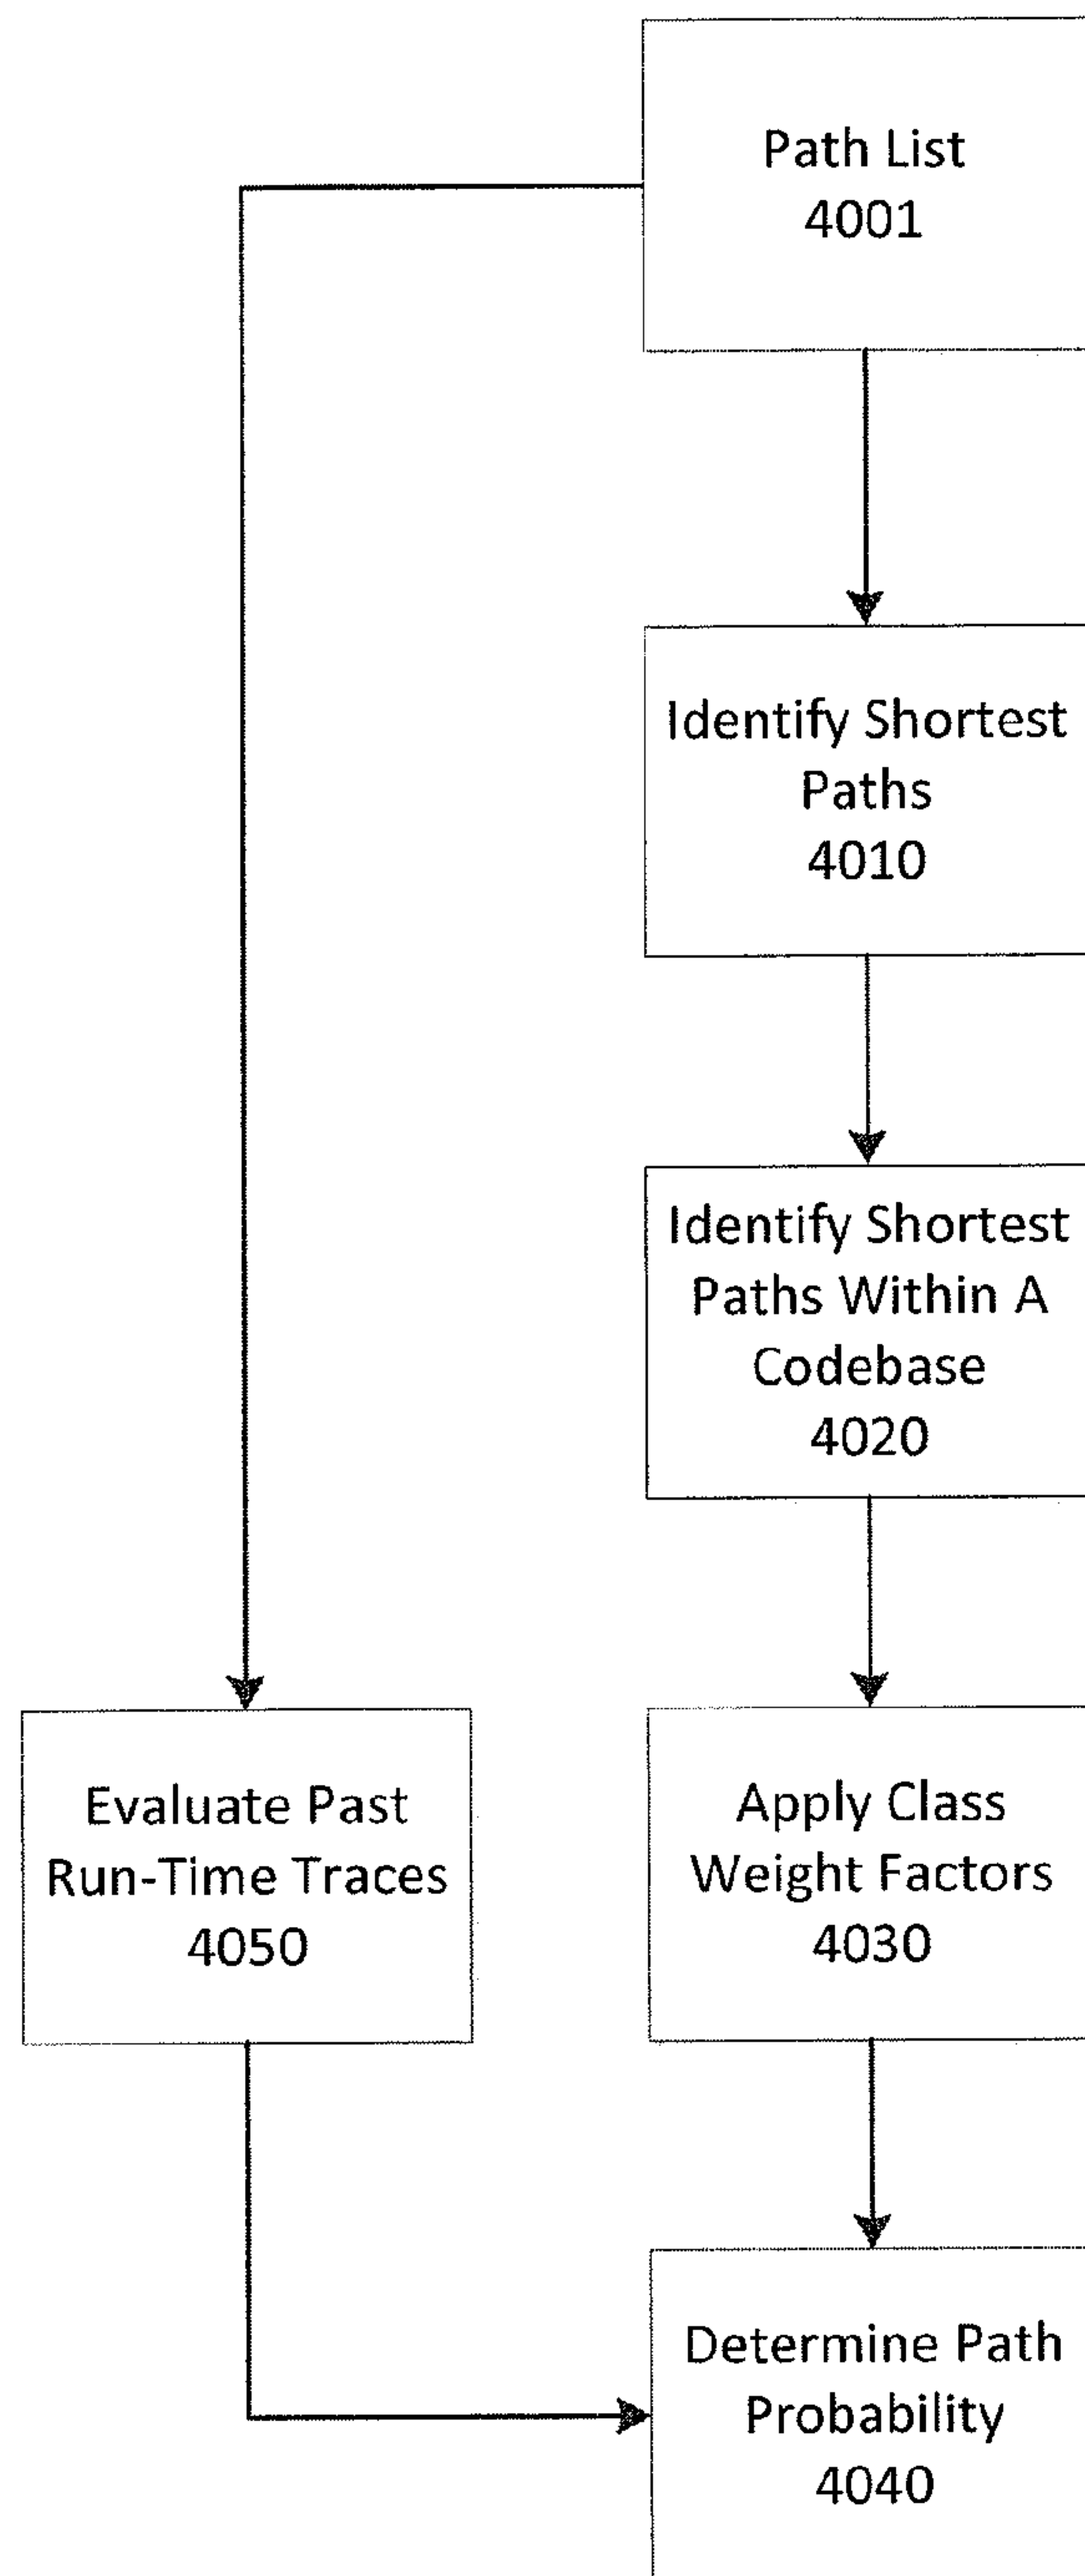 Path List
4001
Identify Shortest
Paths
4010
Identify Shortest
Paths Within A
Codebase
4020
Evaluate Past
Run-Time Traces
4050
Apply Class
Weight Factors
4030
Determine Path
Probability
4040